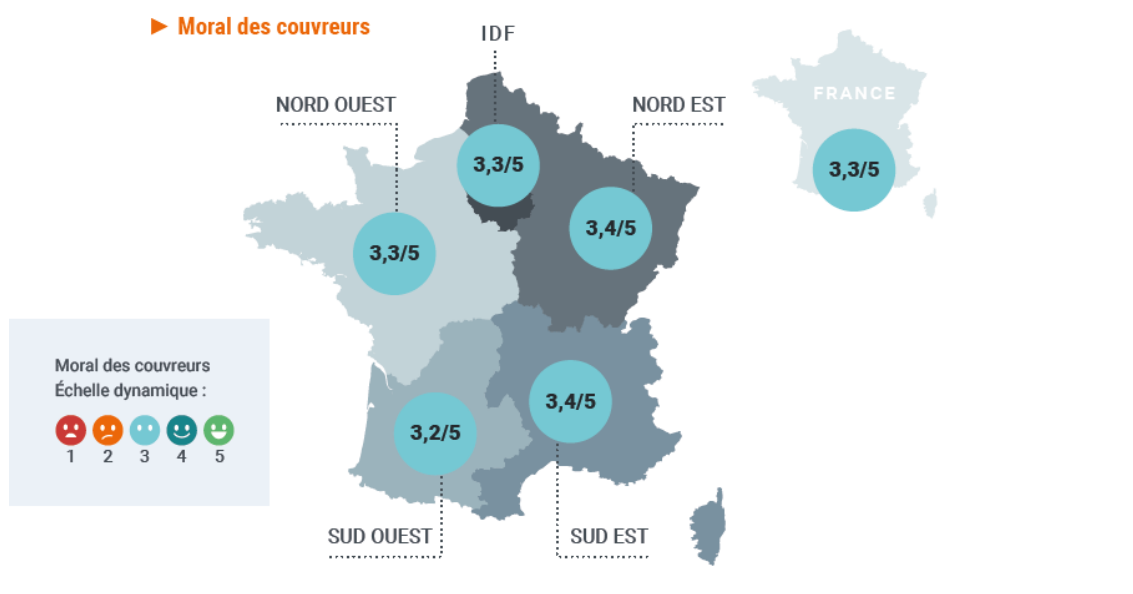 ► Moral des couvreurs
IDF
NORD OUEST
NORD EST
FRANCE
3,3/5
3,3/5
3,4/5
3,3/5
Moral des couvreurs
Échelle dynamique :
1 2 3 4 5
3,4/5
3,2/5
SUD OUEST
SUD EST